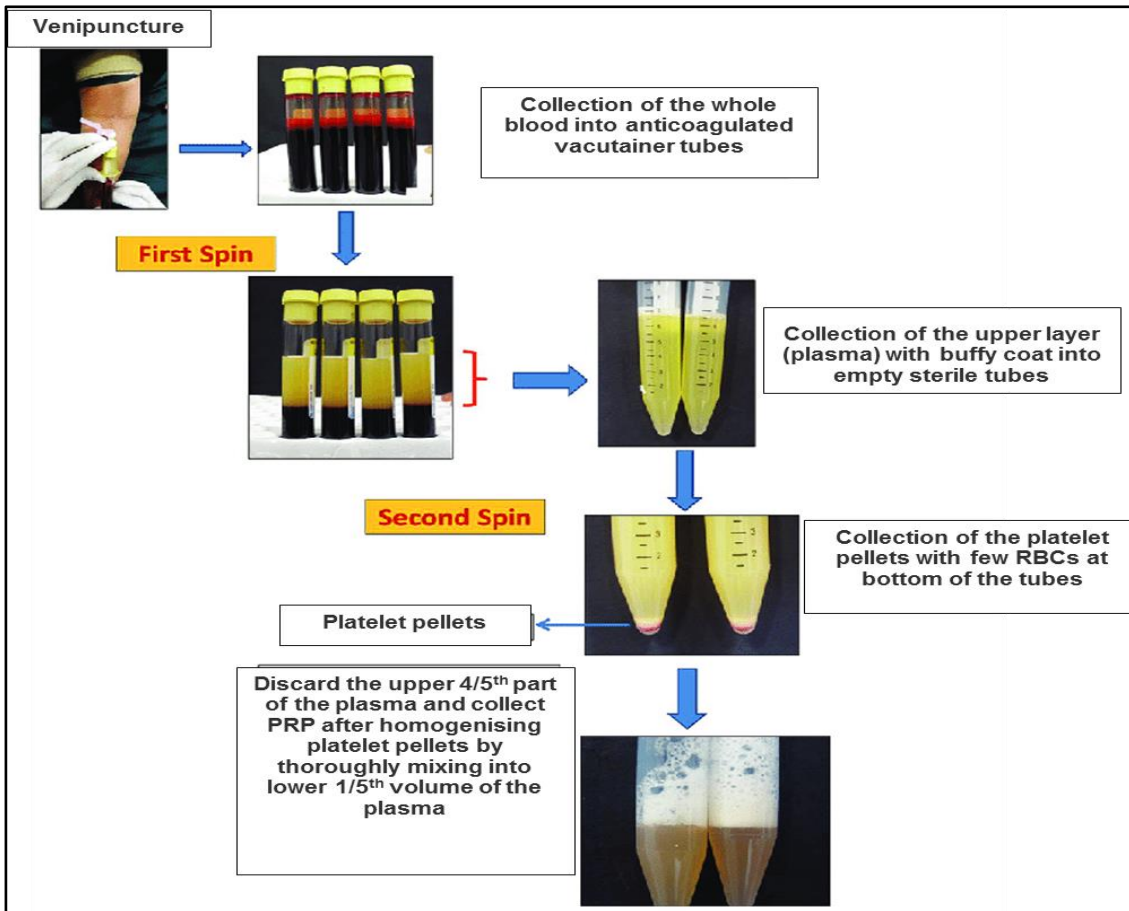 Venipuncture
Collection of the whole
blood into anticoagulated
vacutainer tubes
First Spin
Collection of the upper layer
(plasma) with buffy coat into
empty sterile tubes
Second Spin
Collection of the platelet
pellets with few RBCs at
bottom of the tubes
Platelet pellets
Discard the upper 4/5th part
of the plasma and collect
PRP after homogenising
platelet pellets by
thoroughly mixing into
lower 1/5th volume of the
plasma